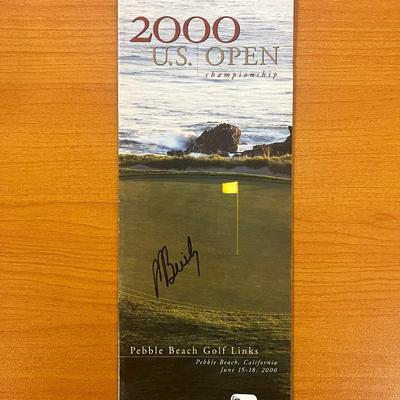 2000
U.S. OPEN
championship
Pebble Beach Golf Links
Pebble Beach, California
June 15-18, 2000